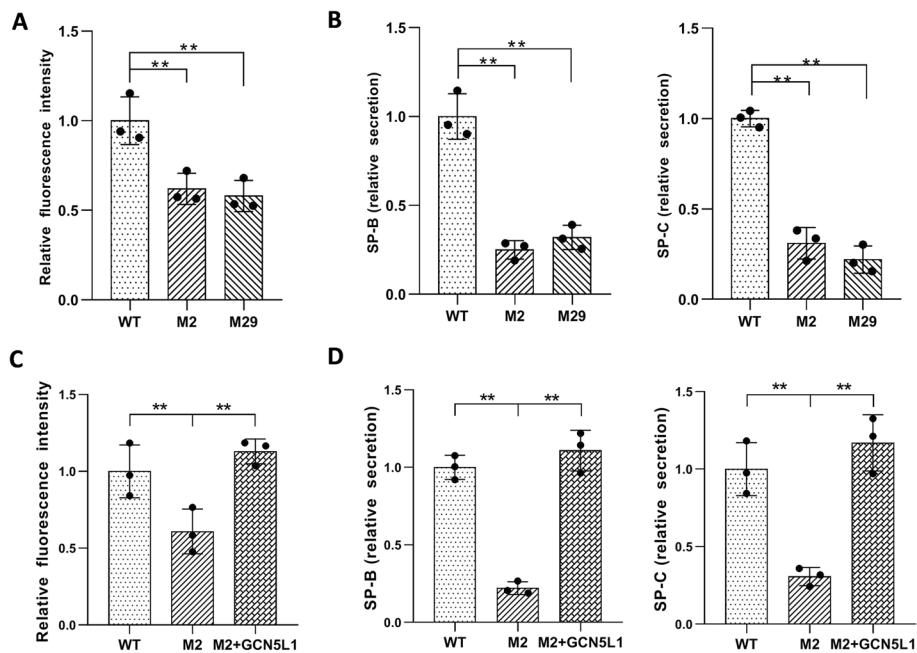 A
Relative fluorescence intensity
1.5
1.0
0.5
0.0
**
**
WT M2 M29
B
SP-B (relative secretion)
1.5
1.0
0.5
0.0
**
**
WT M2 M29
SP-C (relative secretion)
1.5
1.0
0.5
0.0
**
**
WT M2 M29
C
Relative fluorescence intensity
1.5
1.0
0.5
0.0
** **
WT M2 M2+GCN5L1
D
SP-B (relative secretion)
1.5
1.0
0.5
0.0
** **
WT M2 M2+GCN5L1
SP-C (relative secretion)
1.5
1.0
0.5
0.0
** **
WT M2 M2+GCN5L1